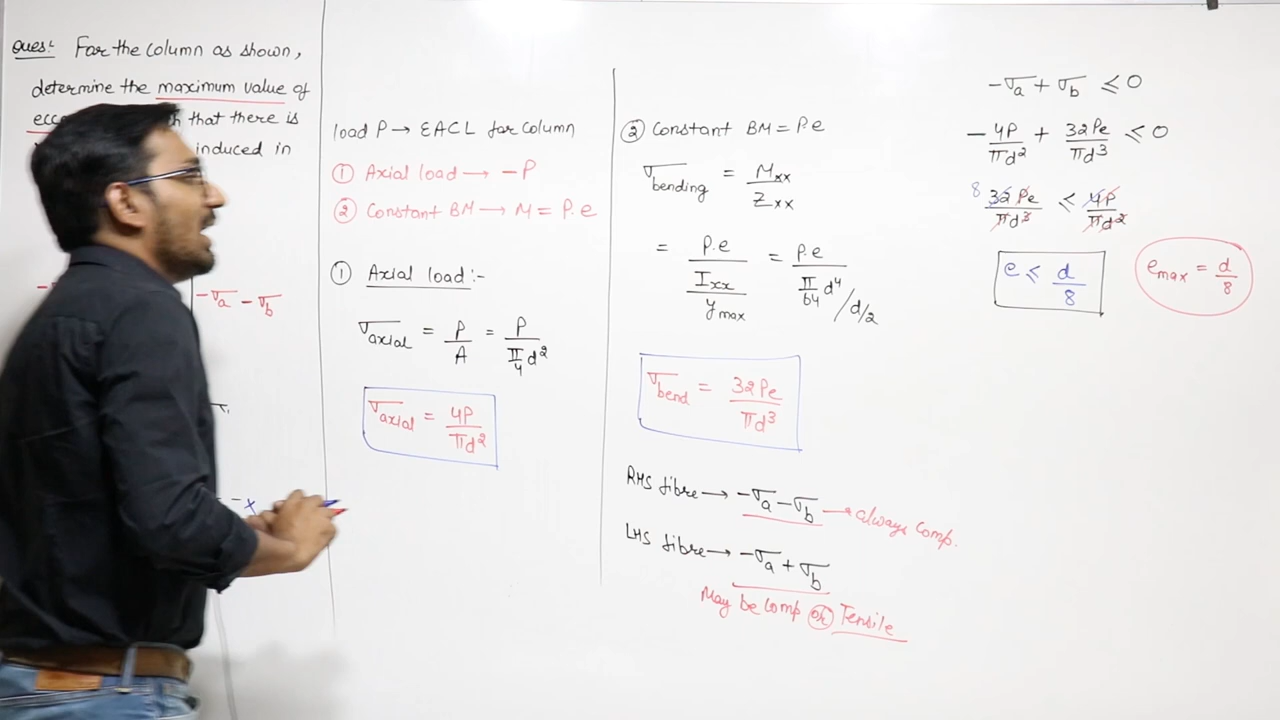 Ques:- For the column as shown,
determine the maximum value of
that there is
induced in
-σa - σb
- x
load P → EACL for column
① Axial load → -P
② Constant BM → M = P.e
① Axial load :-
σaxial = P/A = P/(π/4 d²)
σaxial = 4P/πd²
② Constant BM = P.e
σbending = Mxx/Zxx
= P.e/(Ixx/ymax) = P.e/(π/64 d⁴/d/2)
σbend = 32Pe/πd³
RHS fibre → -σa - σb → always comp.
LHS fibre → -σa + σb
May be comp or Tensile
-σa + σb ≤ 0
- 4P/πd² + 32Pe/πd³ ≤ 0
8 32Pe/πd³ ≤ 4P/πd²
e ≤ d/8
emax = d/8